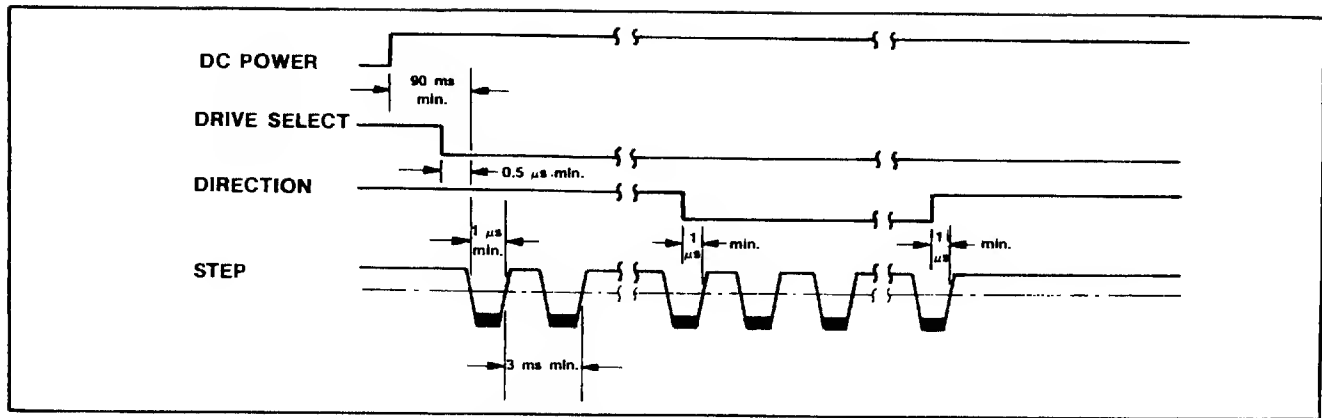 DC POWER
90 ms
min.
DRIVE SELECT
0.5 µs min.
DIRECTION
1 µs
min.
1
µs
min.
1
µs
min.
STEP
3 ms min.